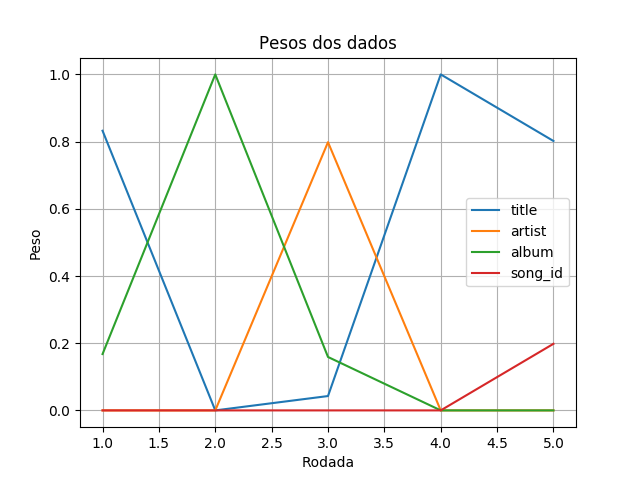 Pesos dos dados
1.0
0.8
0.6
0.4
0.2
0.0
Peso
title
artist
album
song_id
1.0 1.5 2.0 2.5 3.0 3.5 4.0 4.5 5.0
Rodada